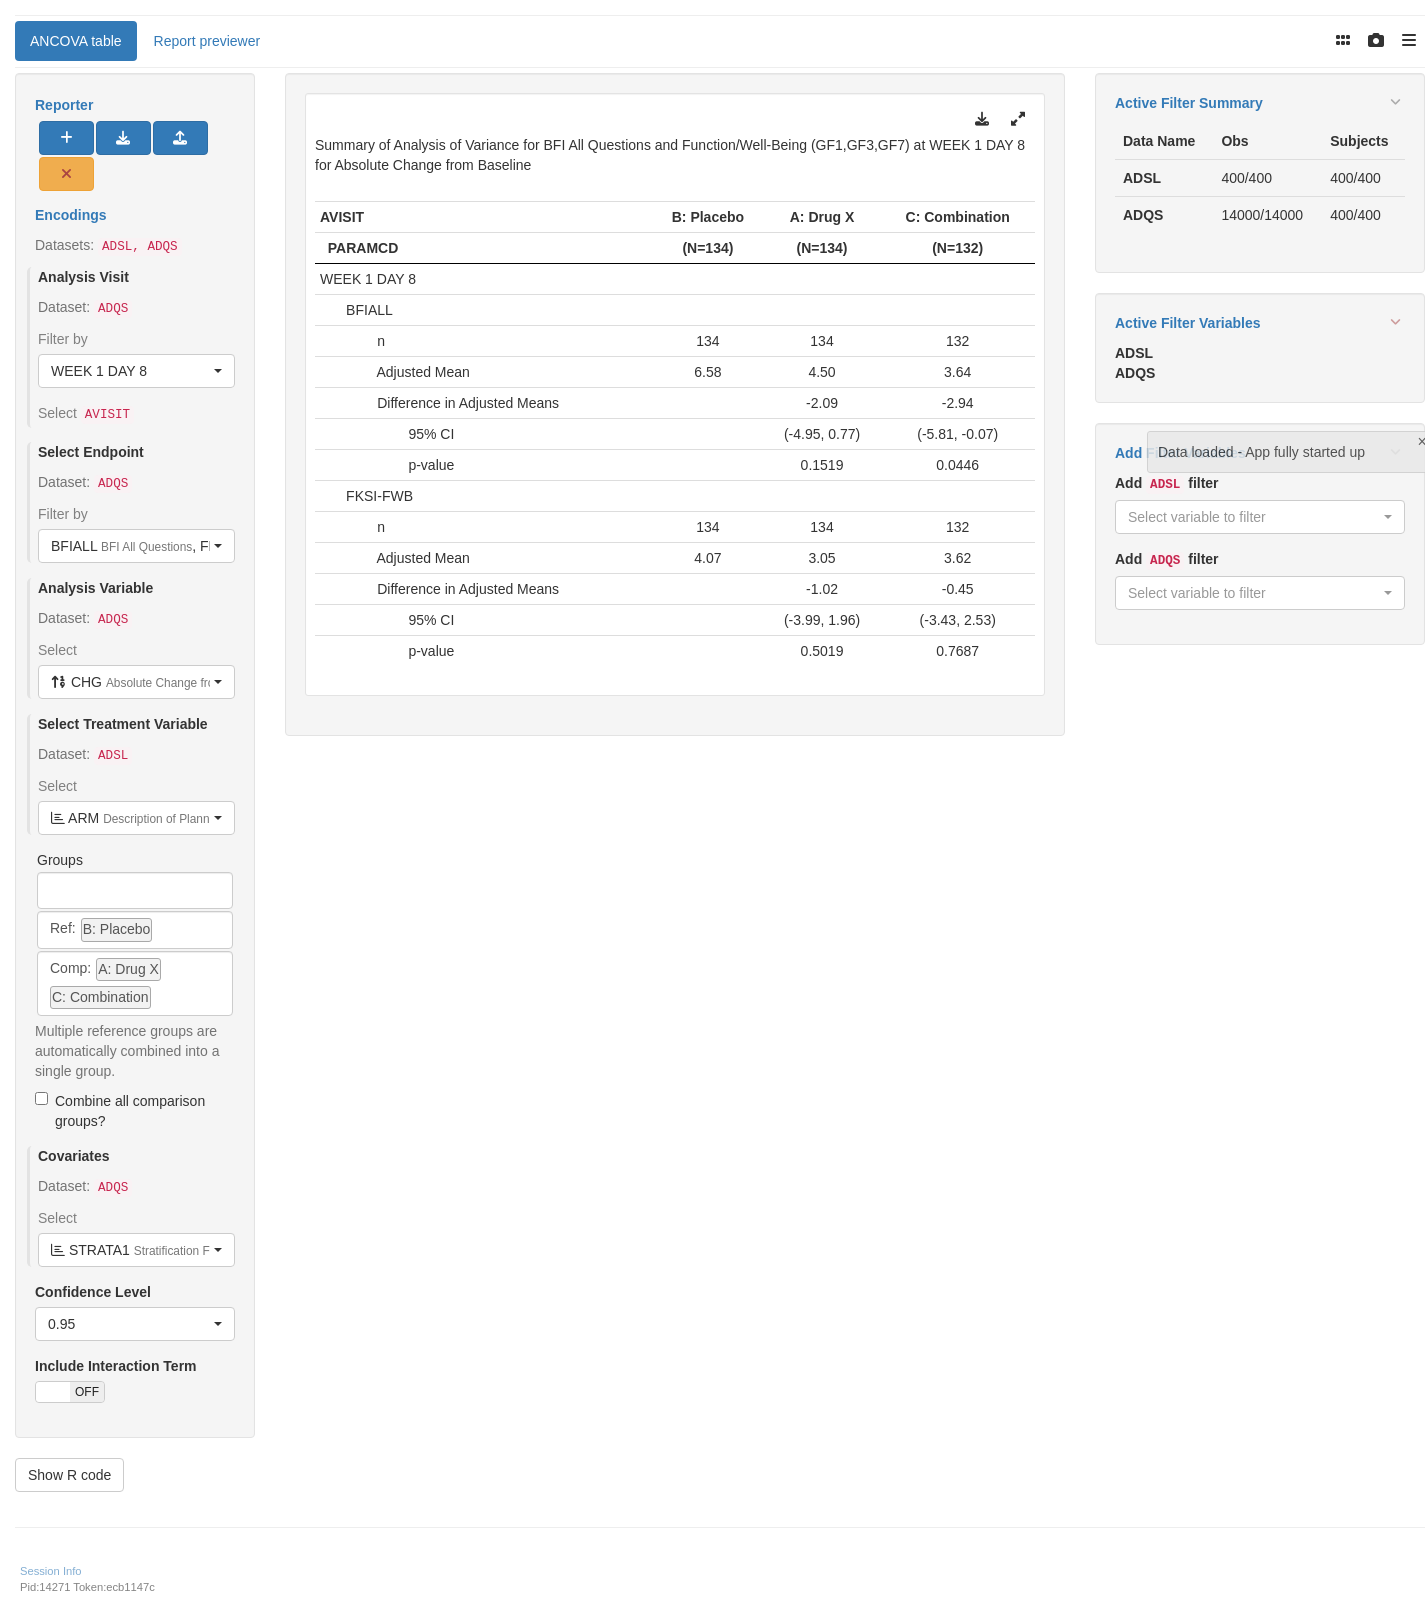 ANCOVA table Report previewer
Reporter
Encodings
Datasets: ADSL, ADQS
Analysis Visit
Dataset: ADQS
Filter by
WEEK 1 DAY 8
Select AVISIT
Select Endpoint
Dataset: ADQS
Filter by
BFIALL BFI All Questions, F
Analysis Variable
Dataset: ADQS
Select
CHG Absolute Change fro
Select Treatment Variable
Dataset: ADSL
Select
ARM Description of Plann
Groups
Ref: B: Placebo
Comp: A: Drug X
C: Combination
Multiple reference groups are
automatically combined into a
single group.
Combine all comparison
groups?
Covariates
Dataset: ADQS
Select
STRATA1 Stratification F
Confidence Level
0.95
Include Interaction Term
OFF
Show R code
Summary of Analysis of Variance for BFI All Questions and Function/Well-Being (GF1,GF3,GF7) at WEEK 1 DAY 8
for Absolute Change from Baseline
AVISIT B: Placebo A: Drug X C: Combination
PARAMCD (N=134) (N=134) (N=132)
WEEK 1 DAY 8
BFIALL
n 134 134 132
Adjusted Mean 6.58 4.50 3.64
Difference in Adjusted Means -2.09 -2.94
95% CI (-4.95, 0.77) (-5.81, -0.07)
p-value 0.1519 0.0446
FKSI-FWB
n 134 134 132
Adjusted Mean 4.07 3.05 3.62
Difference in Adjusted Means -1.02 -0.45
95% CI (-3.99, 1.96) (-3.43, 2.53)
p-value 0.5019 0.7687
Active Filter Summary
Data Name Obs Subjects
ADSL 400/400 400/400
ADQS 14000/14000 400/400
Active Filter Variables
ADSL
ADQS
Add
Data loaded - App fully started up ×
Add ADSL filter
Select variable to filter
Add ADQS filter
Select variable to filter
Session Info
Pid:14271 Token:ecb1147c